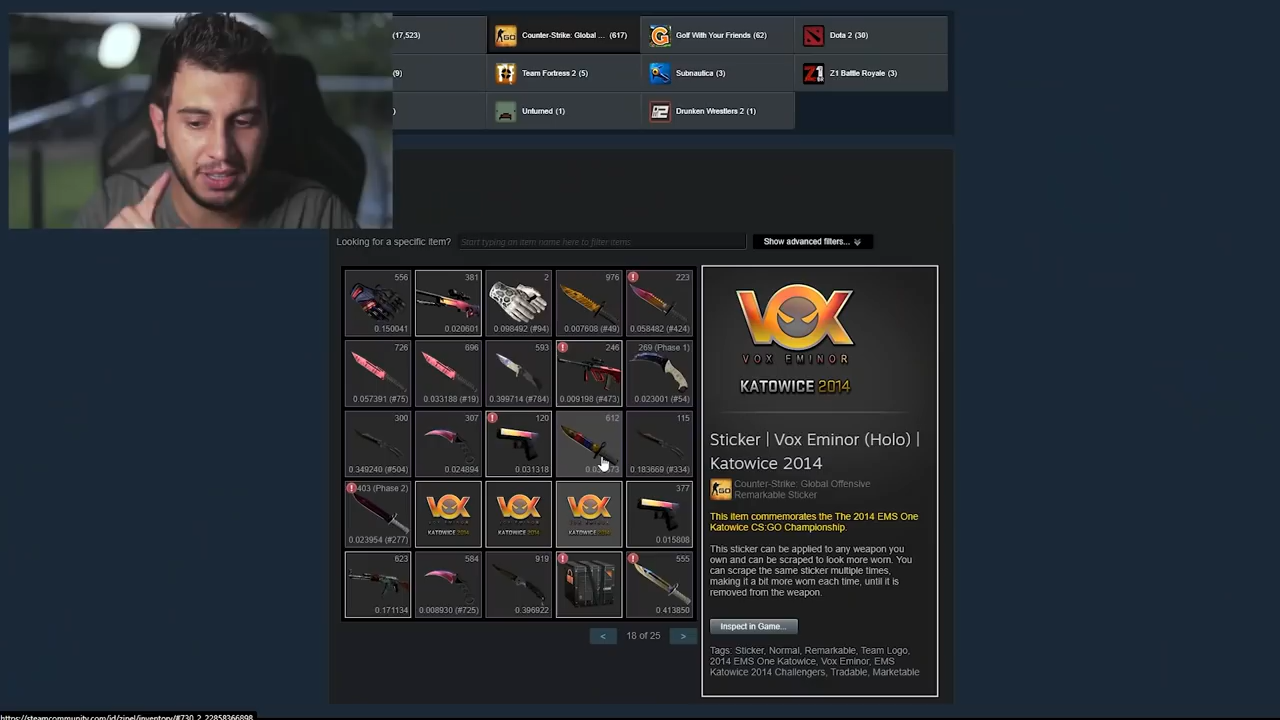 (17,523)
Counter-Strike: Global ... (617)
Golf With Your Friends (62)
Dota 2 (30)
(9)
Team Fortress 2 (5)
Subnautica (3)
Z1 Battle Royale (3)
)
Unturned (1)
Drunken Wrestlers 2 (1)
Looking for a specific item?
Start typing an item name here to filter items
Show advanced filters...
556
381
2
976
223
0.150041
0.020601
0.098492 (#94)
0.007608 (#49)
0.058482 (#424)
726
696
593
246
269 (Phase 1)
0.057391 (#75)
0.033188 (#19)
0.399714 (#784)
0.009198 (#473)
0.023001 (#54)
300
307
120
612
115
0.349240 (#504)
0.024894
0.031318
0.183669 (#334)
403 (Phase 2)
VOX
KATOWICE 2014
VOX
KATOWICE 2014
VOX
KATOWICE 2014
377
0.023954 (#277)
0.015808
623
584
919
555
0.171134
0.008930 (#725)
0.396922
0.413850
<
18 of 25
>
VOX
VOX EMINOR
KATOWICE 2014
Sticker | Vox Eminor (Holo) |
Katowice 2014
Counter-Strike: Global Offensive
Remarkable Sticker
This item commemorates the The 2014 EMS One
Katowice CS:GO Championship.
This sticker can be applied to any weapon you
own and can be scraped to look more worn. You
can scrape the same sticker multiple times,
making it a bit more worn each time, until it is
removed from the weapon.
Inspect in Game...
Tags: Sticker, Normal, Remarkable, Team Logo,
2014 EMS One Katowice, Vox Eminor, EMS
Katowice 2014 Challengers, Tradable, Marketable